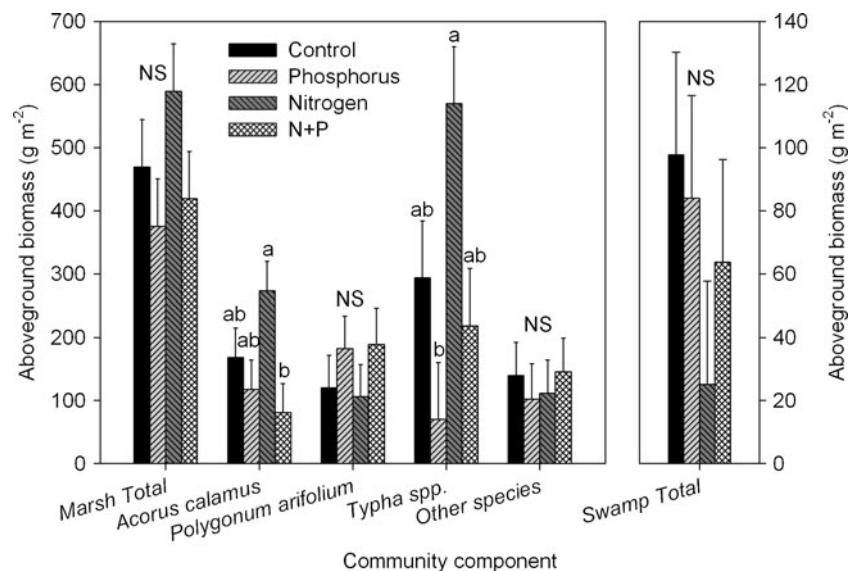 Aboveground biomass (g m⁻²)
700
600
500
400
300
200
100
0
Control
Phosphorus
Nitrogen
N+P
NS
ab
ab
a
b
NS
ab
b
a
ab
NS
Marsh Total
Acorus calamus
Polygonum arifolium
Typha spp.
Other species
NS
Swamp Total
140
120
100
80
60
40
20
0
Aboveground biomass (g m⁻²)
Community component